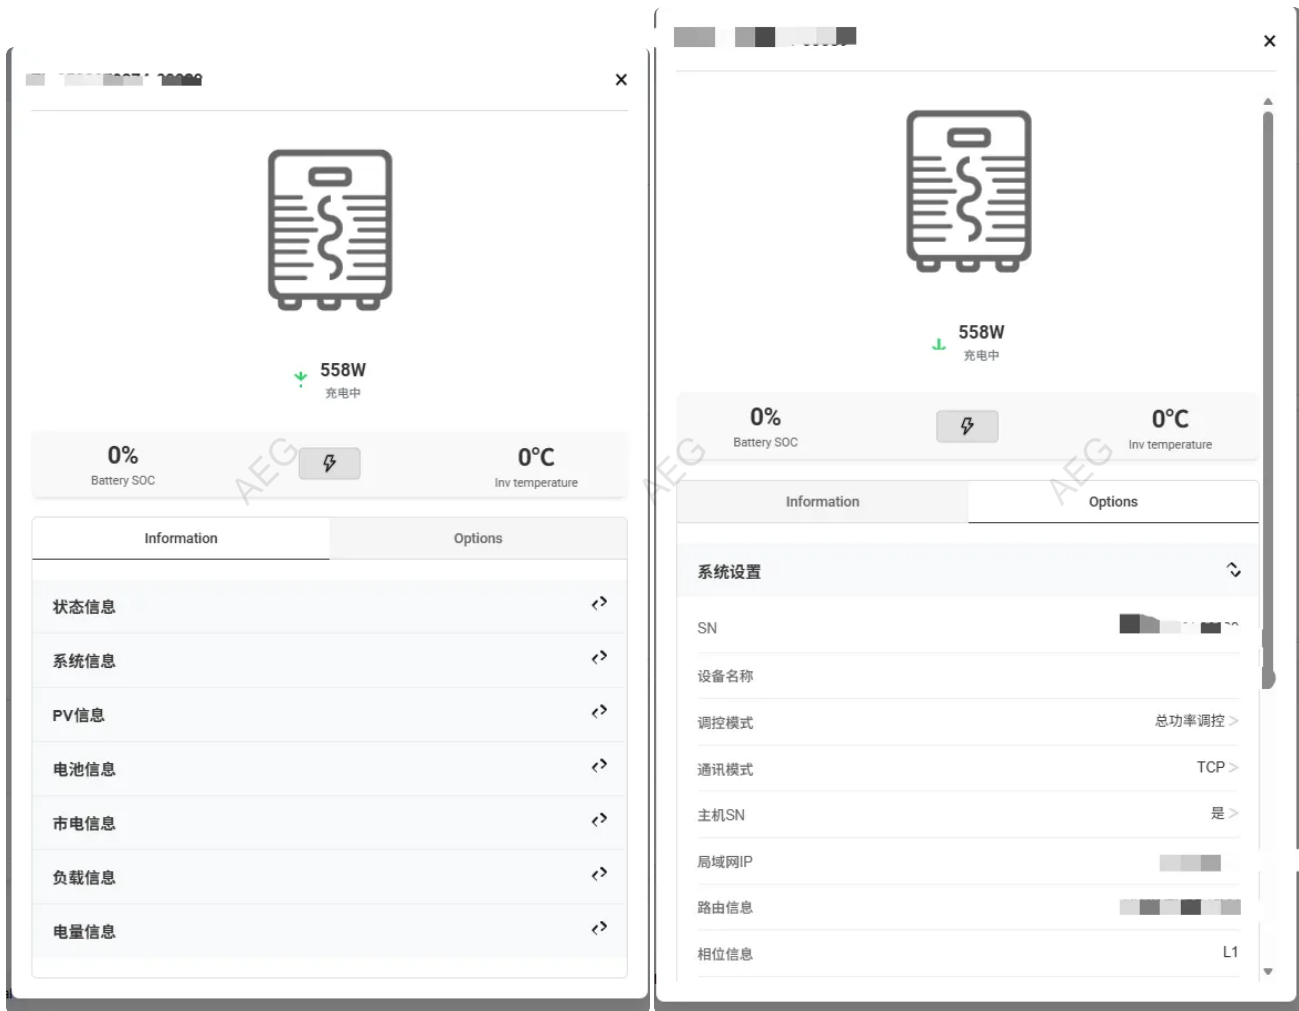 558W
充电中
0%
Battery SOC
0°C
Inv temperature
AEG
Information
Options
状态信息
系统信息
PV信息
电池信息
市电信息
负载信息
电量信息
558W
充电中
0%
Battery SOC
0°C
Inv temperature
AEG
AEG
Information
Options
系统设置
SN
设备名称
调控模式 总功率调控 >
通讯模式 TCP >
主机SN 是 >
局域网IP
路由信息
相位信息 L1